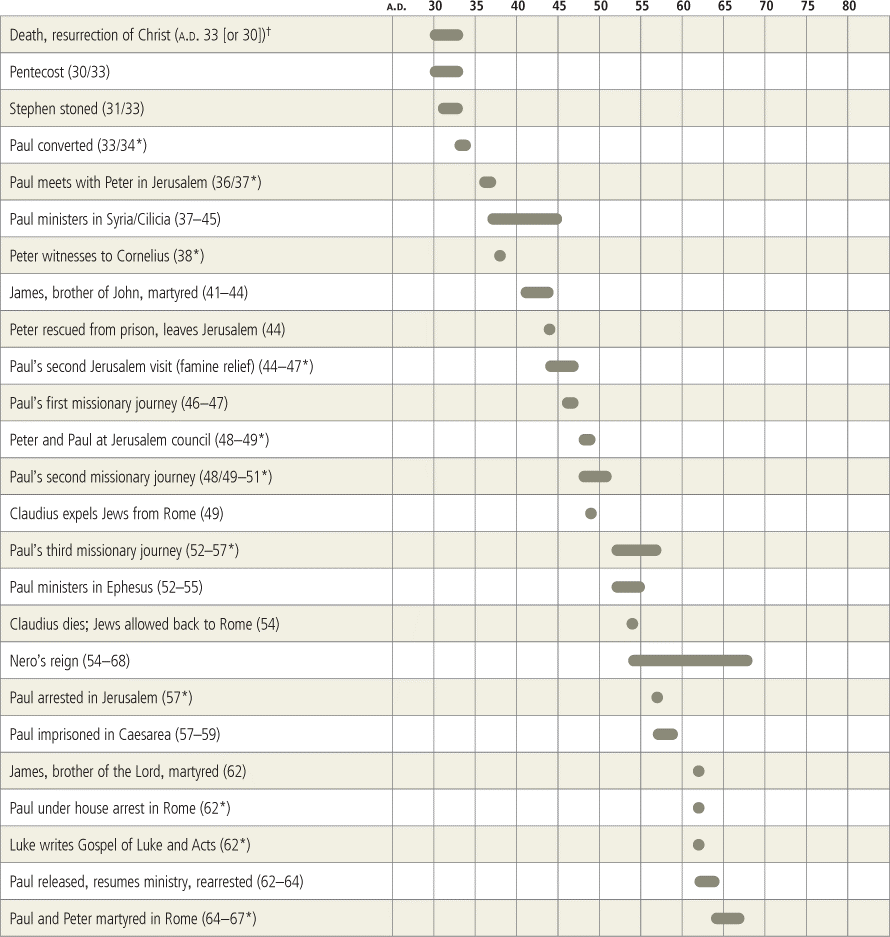 A.D. 30 35 40 45 50 55 60 65 70 75 80
Death, resurrection of Christ (A.D. 33 [or 30])†
Pentecost (30/33)
Stephen stoned (31/33)
Paul converted (33/34*)
Paul meets with Peter in Jerusalem (36/37*)
Paul ministers in Syria/Cilicia (37–45)
Peter witnesses to Cornelius (38*)
James, brother of John, martyred (41–44)
Peter rescued from prison, leaves Jerusalem (44)
Paul’s second Jerusalem visit (famine relief) (44–47*)
Paul’s first missionary journey (46–47)
Peter and Paul at Jerusalem council (48–49*)
Paul’s second missionary journey (48/49–51*)
Claudius expels Jews from Rome (49)
Paul’s third missionary journey (52–57*)
Paul ministers in Ephesus (52–55)
Claudius dies; Jews allowed back to Rome (54)
Nero’s reign (54–68)
Paul arrested in Jerusalem (57*)
Paul imprisoned in Caesarea (57–59)
James, brother of the Lord, martyred (62)
Paul under house arrest in Rome (62*)
Luke writes Gospel of Luke and Acts (62*)
Paul released, resumes ministry, rearrested (62–64)
Paul and Peter martyred in Rome (64–67*)